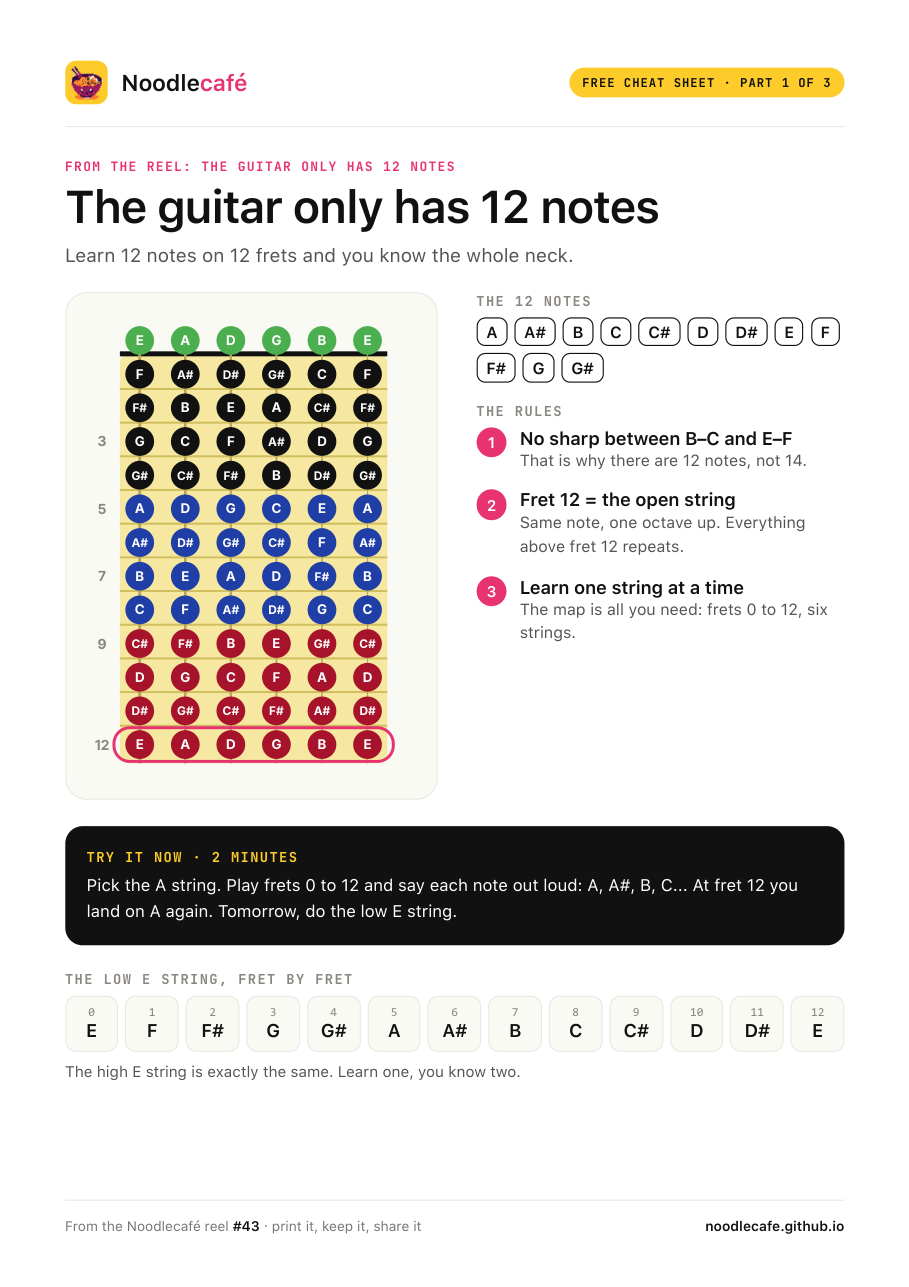 Noodlecafé
FREE CHEAT SHEET · PART 1 OF 3
FROM THE REEL: THE GUITAR ONLY HAS 12 NOTES
The guitar only has 12 notes
Learn 12 notes on 12 frets and you know the whole neck.
E A D G B E
F A# D# G# C F
F# B E A C# F#
3 G C F A# D G
G# C# F# B D# G#
5 A D G C E A
A# D# G# C# F A#
7 B E A D F# B
C F A# D# G C
9 C# F# B E G# C#
D G C F A D
D# G# C# F# A# D#
12 E A D G B E
THE 12 NOTES
A A# B C C# D D# E F
F# G G#
THE RULES
1 No sharp between B–C and E–F
That is why there are 12 notes, not 14.
2 Fret 12 = the open string
Same note, one octave up. Everything
above fret 12 repeats.
3 Learn one string at a time
The map is all you need: frets 0 to 12, six
strings.
TRY IT NOW · 2 MINUTES
Pick the A string. Play frets 0 to 12 and say each note out loud: A, A#, B, C... At fret 12 you
land on A again. Tomorrow, do the low E string.
THE LOW E STRING, FRET BY FRET
0 1 2 3 4 5 6 7 8 9 10 11 12
E F F# G G# A A# B C C# D D# E
The high E string is exactly the same. Learn one, you know two.
From the Noodlecafé reel #43 · print it, keep it, share it
noodlecafe.github.io